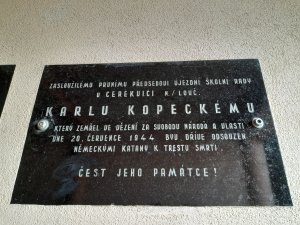 ZASLOUŽILÉMU PRVNÍMU PŘEDSEDOVI ÚJEZDNÍ ŠKOLNÍ RADY
V CEREKVICI N/LOUČ.
KARLU KOPECKÉMU
KTERÝ ZEMŘEL VE VĚZENÍ ZA SVOBODU NÁRODA A VLASTI
DNE 20. ČERVENCE 1944 BYV DŘÍVE ODSOUZEN
NĚMECKÝMI KATANY K TRESTU SMRTI.
ČEST JEHO PAMÁTCE!